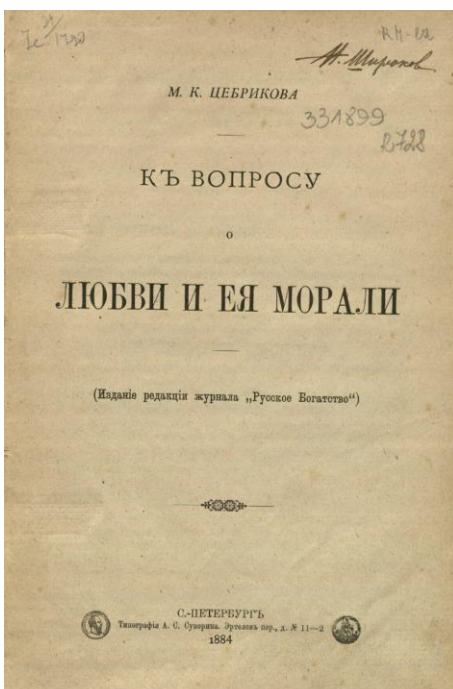 RH-
331899
М. К. ЦЕБРИКОВА
КЪ ВОПРОСУ
О
ЛЮБВИ И ЕЯ МОРАЛИ
(Изданіе редакціи журнала „Русское Богатство“)
С.-ПЕТЕРБУРГЪ
Типографія А. С. Суворина. Эртелевъ пер., д. № 11—2
1884